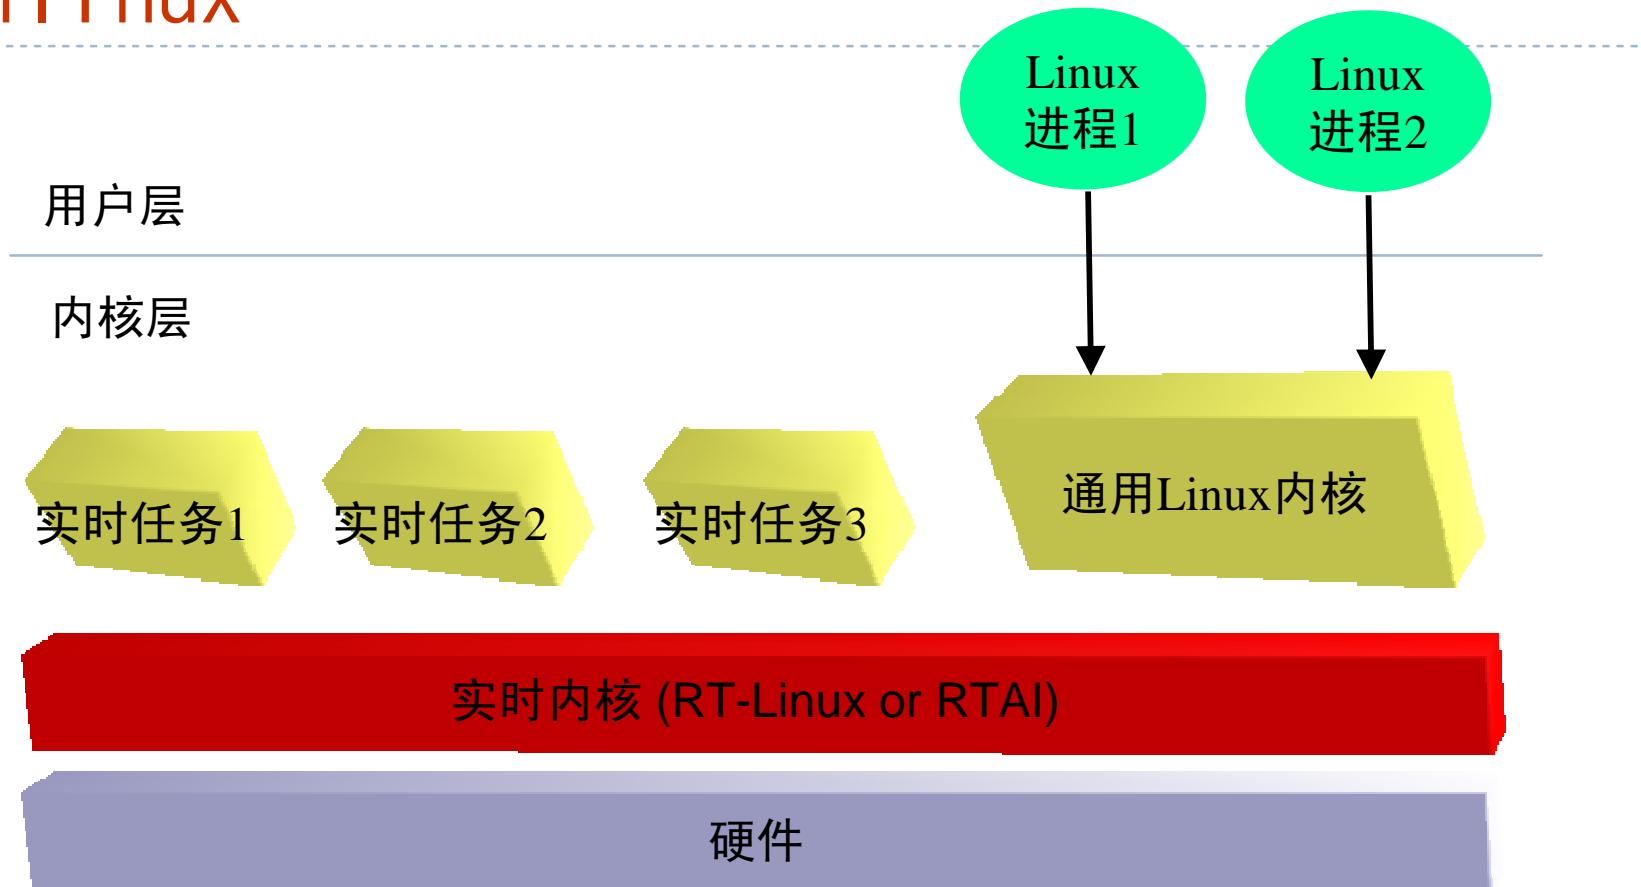 Linux
进程1
Linux
进程2
用户层
内核层
通用Linux内核
实时任务1
实时任务2
实时任务3
实时内核 (RT-Linux or RTAI)
硬件